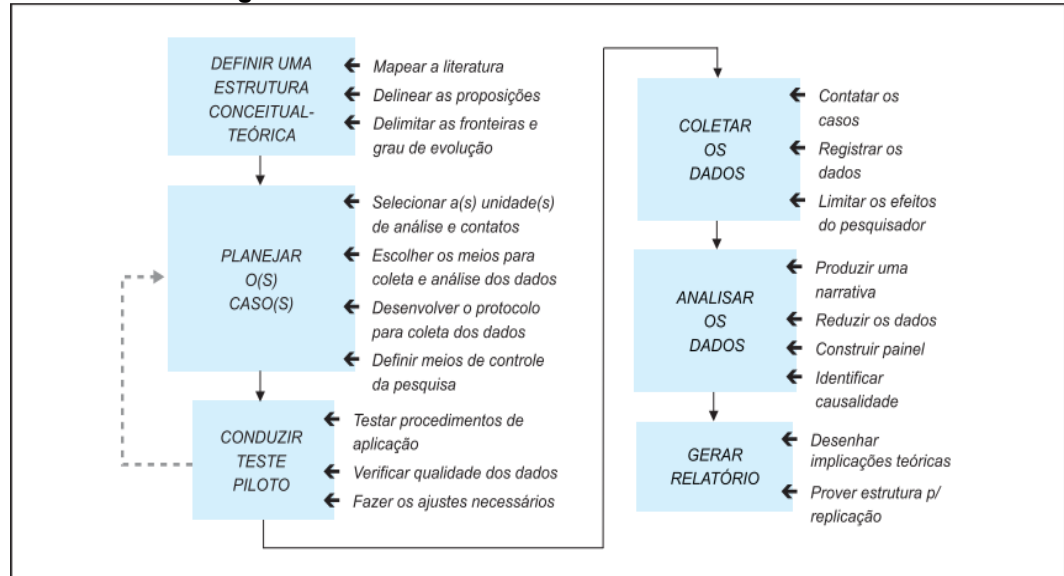 DEFINIR UMA
ESTRUTURA
CONCEITUAL-
TEÓRICA
Mapear a literatura
Delinear as proposições
Delimitar as fronteiras e
grau de evolução
PLANEJAR
O(S)
CASO(S)
Selecionar a(s) unidade(s)
de análise e contatos
Escolher os meios para
coleta e análise dos dados
Desenvolver o protocolo
para coleta dos dados
Definir meios de controle
da pesquisa
CONDUZIR
TESTE
PILOTO
Testar procedimentos de
aplicação
Verificar qualidade dos dados
Fazer os ajustes necessários
COLETAR
OS
DADOS
Contatar os
casos
Registrar os
dados
Limitar os efeitos
do pesquisador
ANALISAR
OS
DADOS
Produzir uma
narrativa
Reduzir os dados
Construir painel
Identificar
causalidade
GERAR
RELATÓRIO
Desenhar
implicações teóricas
Prover estrutura p/
replicação